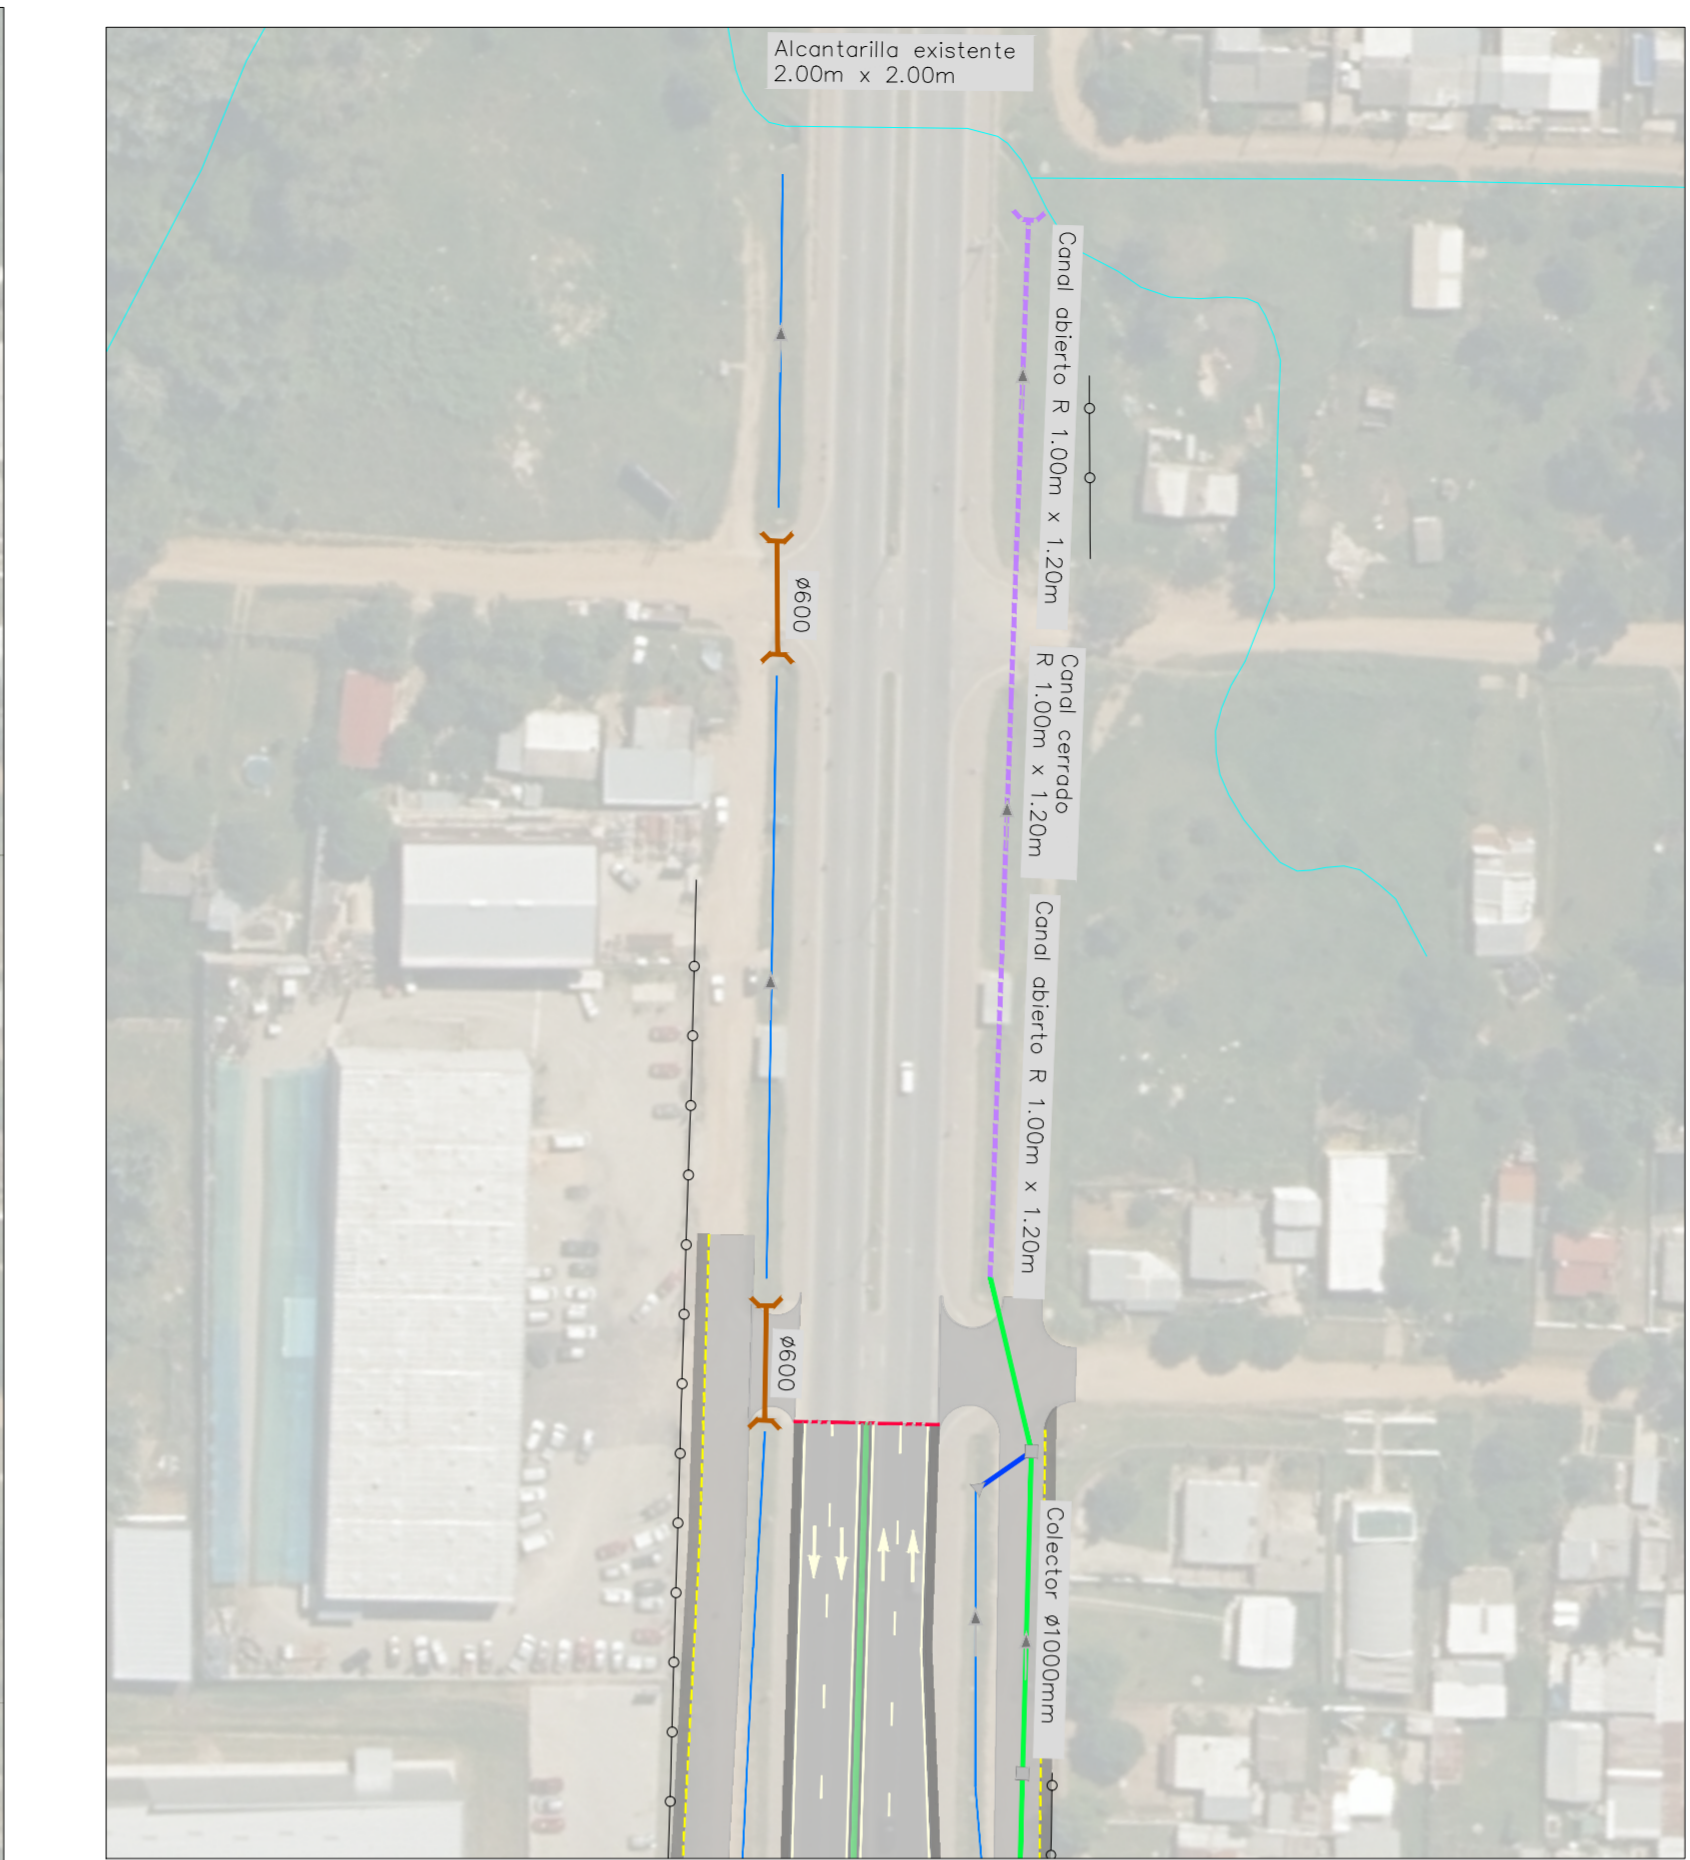 Alcantarilla existente
2.00m x 2.00m
Canal abierto R 1.00m x 1.20m
Ø600
Canal cerrado
R 1.00m x 1.20m
Canal abierto R 1.00m x 1.20m
Ø600
Colector Ø1000mm